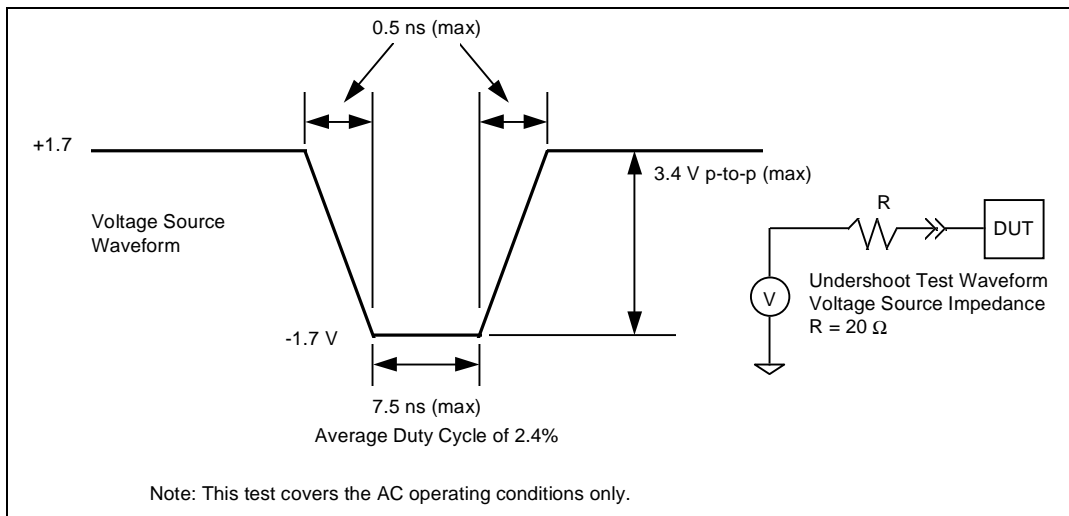 0.5 ns (max)
+1.7
3.4 V p-to-p (max)
Voltage Source
Waveform
R
DUT
V
Undershoot Test Waveform
Voltage Source Impedance
R = 20 Ω
-1.7 V
7.5 ns (max)
Average Duty Cycle of 2.4%
Note: This test covers the AC operating conditions only.